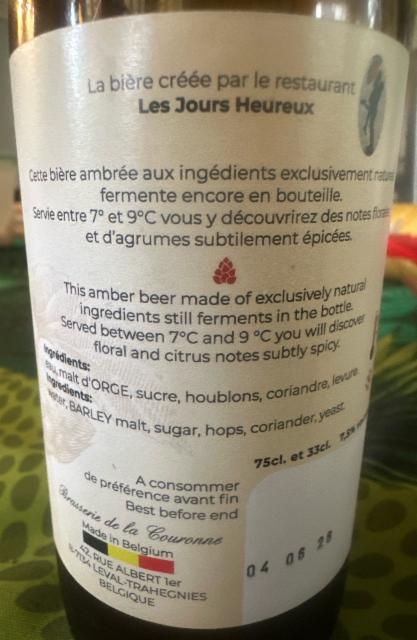 La bière créée par le restaurant
Les Jours Heureux
Cette bière ambrée aux ingédients exclusivement
fermente encore en bouteille.
Servie entre 7° et 9°C vous y découvrirez des notes
et d'agrumes subtilement épicées.
This amber beer made of exclusively natural
ingredients still ferments in the bottle.
Served between 7°C and 9 °C you will discover
floral and citrus notes subtly spicy.
Ingrédients:
eau, malt d'ORGE, sucre, houblons, coriandre, levure.
Ingredients:
water, BARLEY malt, sugar, hops, coriander, yeast.
75cl. et 33cl. 7,5%
A consommer
de préférence avant fin
Best before end
Brasserie de la Couronne
Made in Belgium
42, RUE ALBERT 1er
B-7134 LEVAL-TRAHEGNIES
BELGIQUE
04 06 28